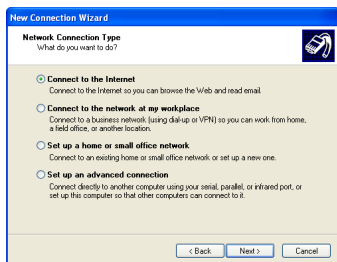 New Connection Wizard
Network Connection Type
What do you want to do?
Connect to the Internet
Connect to the Internet so you can browse the Web and read email.
Connect to the network at my workplace
Connect to a business network (using dial-up or VPN) so you can work from home,
a field office, or another location.
Set up a home or small office network
Connect to an existing home or small office network or set up a new one.
Set up an advanced connection
Connect directly to another computer using your serial, parallel, or infrared port, or
set up this computer so that other computers can connect to it.
< Back
Next >
Cancel